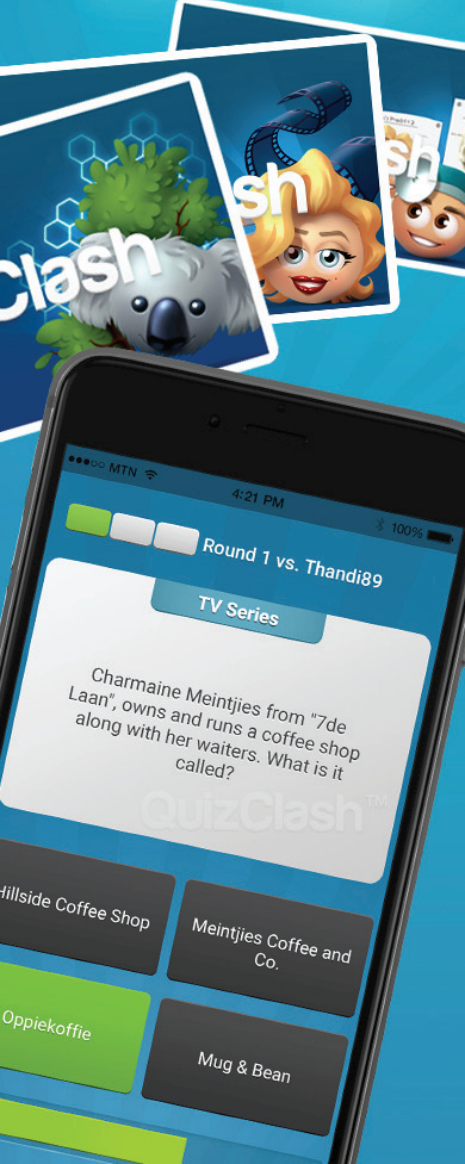 Clash
sh
sh
MTN
4:21 PM
100%
Round 1 vs. Thandi89
TV Series
Charmaine Meintjies from "7de
Laan", owns and runs a coffee shop
along with her waiters. What is it
called?
QuizClash™
Hillside Coffee Shop
Meintjies Coffee and
Co.
Oppiekoffie
Mug & Bean